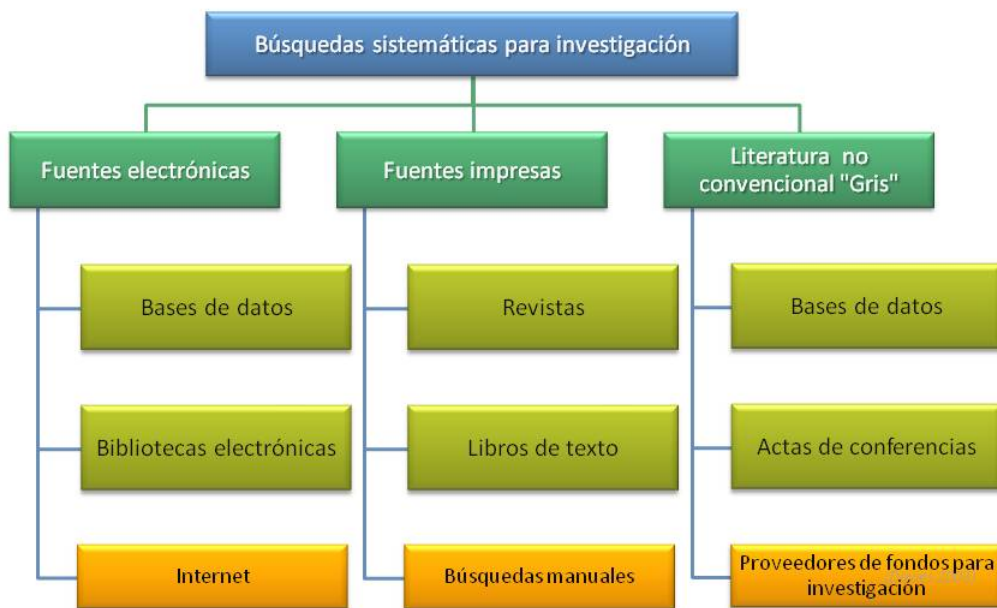 Búsquedas sistemáticas para investigación
Fuentes electrónicas
Fuentes impresas
Literatura no
convencional "Gris"
Bases de datos
Revistas
Bases de datos
Bibliotecas electrónicas
Libros de texto
Actas de conferencias
Internet
Búsquedas manuales
Proveedores de fondos para
investigación